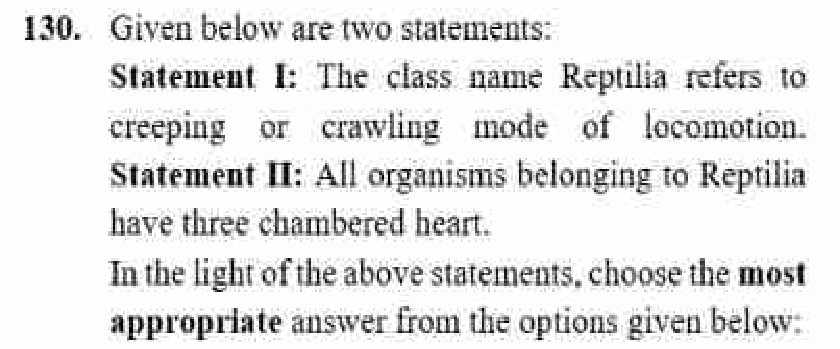 130. Given below are two statements:
Statement I: The class name Reptilia refers to
creeping or crawling mode of locomotion.
Statement II: All organisms belonging to Reptilia
have three chambered heart.
In the light of the above statements, choose the most
appropriate answer from the options given below: